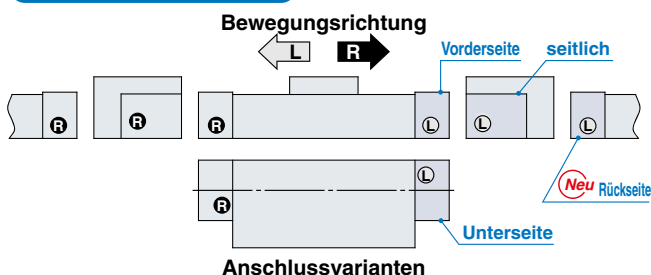 Bewegungsrichtung
L R
Vorderseite seitlich
R R R L L L
L
Neu Rückseite
R
Unterseite
Anschlussvarianten